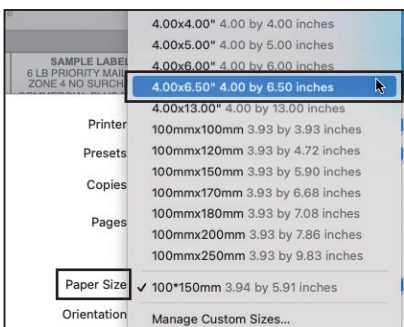 4.00x4.00" 4.00 by 4.00 inches
4.00x5.00" 4.00 by 5.00 inches
4.00x6.00" 4.00 by 6.00 inches
4.00x6.50" 4.00 by 6.50 inches
4.00x13.00" 4.00 by 13.00 inches
100mmx100mm 3.93 by 3.93 inches
100mmx120mm 3.93 by 4.72 inches
100mmx150mm 3.93 by 5.90 inches
100mmx170mm 3.93 by 6.68 inches
100mmx180mm 3.93 by 7.08 inches
100mmx200mm 3.93 by 7.86 inches
100mmx250mm 3.93 by 9.83 inches
✓ 100*150mm 3.94 by 5.91 inches
Manage Custom Sizes...
SAMPLE LABEL
6 LB PRIORITY MAIL
ZONE 4 NO SURCH
Printer
Presets
Copies
Pages
Paper Size
Orientation